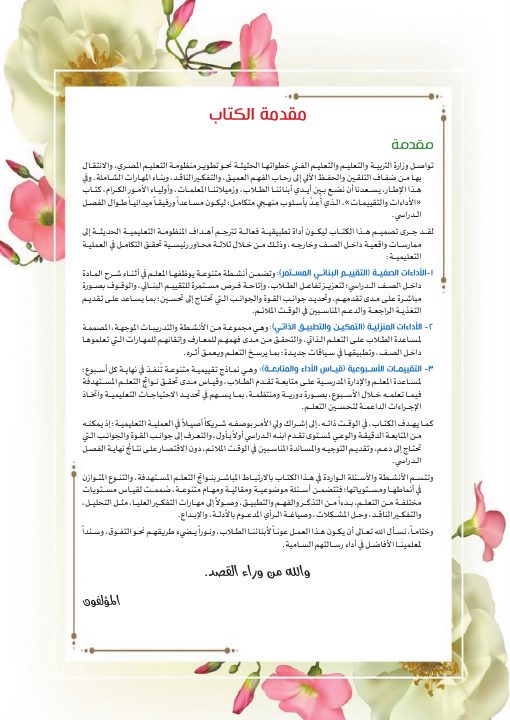 مقدمة الكتاب
مقدمة
تواصل وزارة التربية والتعليم والتعليم الفني خطواتها الحثيثة نحو تطوير منظومة التعليم المصري، والانتقال
بها من ضفاف التلقين والحفظ الآلي إلى رحاب الفهم العميق، والتفكير الناقد، وبناء المهارات الشاملة. وفي
هذا الإطار، يسعدنا أن نضع بين أيدي أبنائنا الطلاب، وزميلاتنا المعلمات، وأولياء الأمور الكرام، كتاب
«الأداءات والتقييمات»، الذي أُعدّ بأسلوب منهجي متكامل؛ ليكون مساعداً ورفيقاً ميدانياً طوال الفصل
الدراسي.
لقد جرى تصميم هذا الكتاب ليكون أداة تطبيقية فعالة تترجم أهداف المنظومة التعليمية الحديثة إلى
ممارسات واقعية داخل الصف وخارجه، وذلك من خلال ثلاثة محاور رئيسية تحقق التكامل في العملية
التعليمية:
١-الأداءات الصفية (التقييم البنائي المستمر): وتضمن أنشطة متنوعة يوظفها المعلم في أثناء شرح المادة
داخل الصف الدراسي؛ لتعزيز تفاعل الطلاب، وإتاحة فرص مستمرة للتقييم البنائي، والوقوف بصورة
مباشرة على مدى تقدمهم، وتحديد جوانب القوة والجوانب التي تحتاج إلى تحسين؛ بما يساعد على تقديم
التغذية الراجعة والدعم المناسبين في الوقت الملائم.
٢- الأداءات المنزلية (التمكين والتطبيق الذاتي): وهي مجموعة من الأنشطة والتدريبات الموجهة، المصممة
لمساعدة الطلاب على التعلم الذاتي، والتحقق من مدى فهمهم للمعارف وإتقانهم للمهارات التي تعلموها
داخل الصف، وتطبيقها في سياقات جديدة؛ بما يرسخ التعلم ويعمق أثره.
٣- التقييمات الأسبوعية (قياس الأداء والمتابعة): وهي نماذج تقييمية متنوعة تُنفذ في نهاية كل أسبوع؛
لمساعدة المعلم والإدارة المدرسية على متابعة تقدم الطلاب، وقياس مدى تحقق نواتج التعلم المستهدفة
فيما تعلمه خلال الأسبوع، بصورة دورية ومنتظمة، بما يسهم في تحديد الاحتياجات التعليمية واتخاذ
الإجراءات الداعمة لتحسين التعلم.
كما يهدف الكتاب، في الوقت ذاته، إلى إشراك ولي الأمر بوصفه شريكاً أصيلاً في العملية التعليمية؛ إذ يمكنه
من المتابعة الدقيقة والوعي لمستوى تقدم ابنه الدراسي أولاً بأول، والتعرف إلى جوانب القوة والجوانب التي
تحتاج إلى دعم، وتقديم التوجيه والمساندة المناسبين في الوقت الملائم، دون الاقتصار على نتائج نهاية الفصل
الدراسي.
وتتسم الأنشطة والأسئلة الواردة في هذا الكتاب بالارتباط المباشر بنواتج التعلم المستهدفة، والتنوع المتوازن
في أنماطها ومستوياتها؛ فتتضمن أسئلة موضوعية ومقالية ومهام متنوعة، صُممت لقياس مستويات
مختلفة من التعلم، بدءاً من التذكر والفهم والتطبيق، وصولاً إلى مهارات التفكير العليا، مثل التحليل،
والتفكير الناقد، وحل المشكلات، وصياغة الرأي المدعوم بالأدلة، والإبداع.
وختاماً، نسأل الله تعالى أن يكون هذا العمل عوناً لأبنائنا الطلاب، ونوراً يضيء طريقهم نحو التفوق، وسنداً
لمعلمينا الأفاضل في أداء رسالتهم السامية.
والله من وراء القصد.
المؤلفون